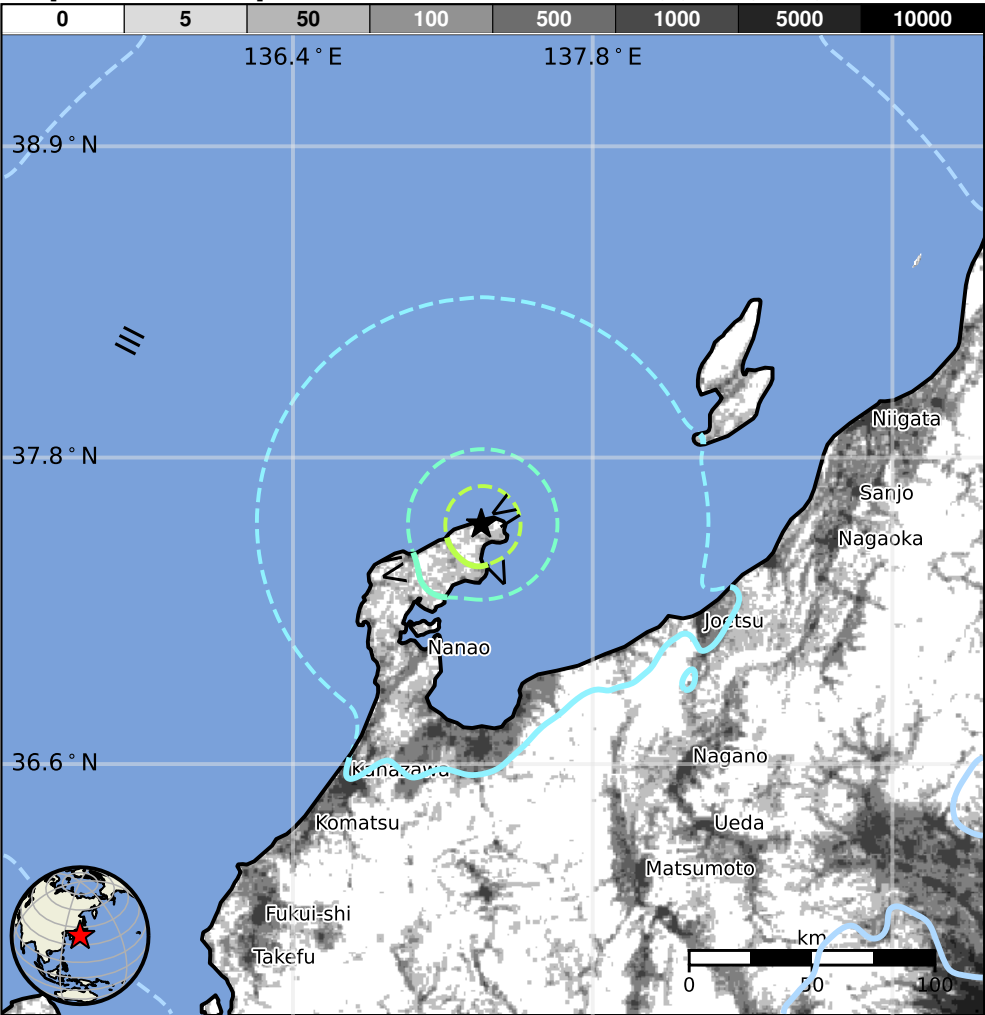 0 5 50 100 500 1000 5000 10000
136.4°E 137.8°E
38.9°N
Niigata
37.8°N
Sanjo
Nagaoka
Joetsu
Nanao
Nagano
36.6°N
Kanazawa
Komatsu
Ueda
Matsumoto
Fukui-shi
km
Takefu
0 50 100
V
IV